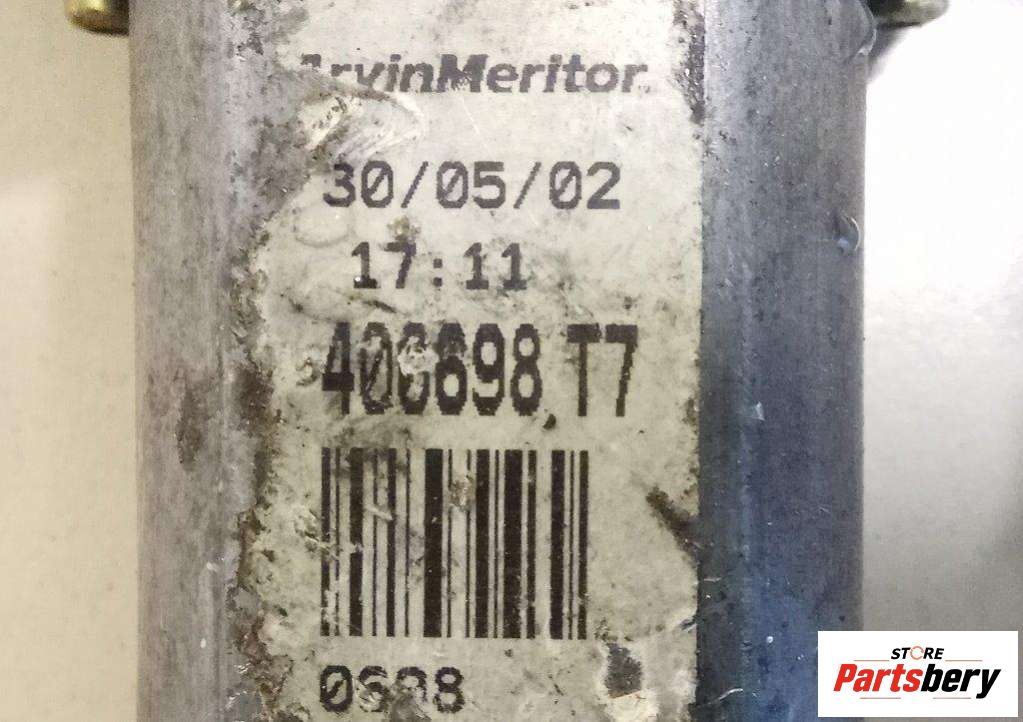 ArvinMeritor
30/05/02
17:11
T7
STORE
Partsbery